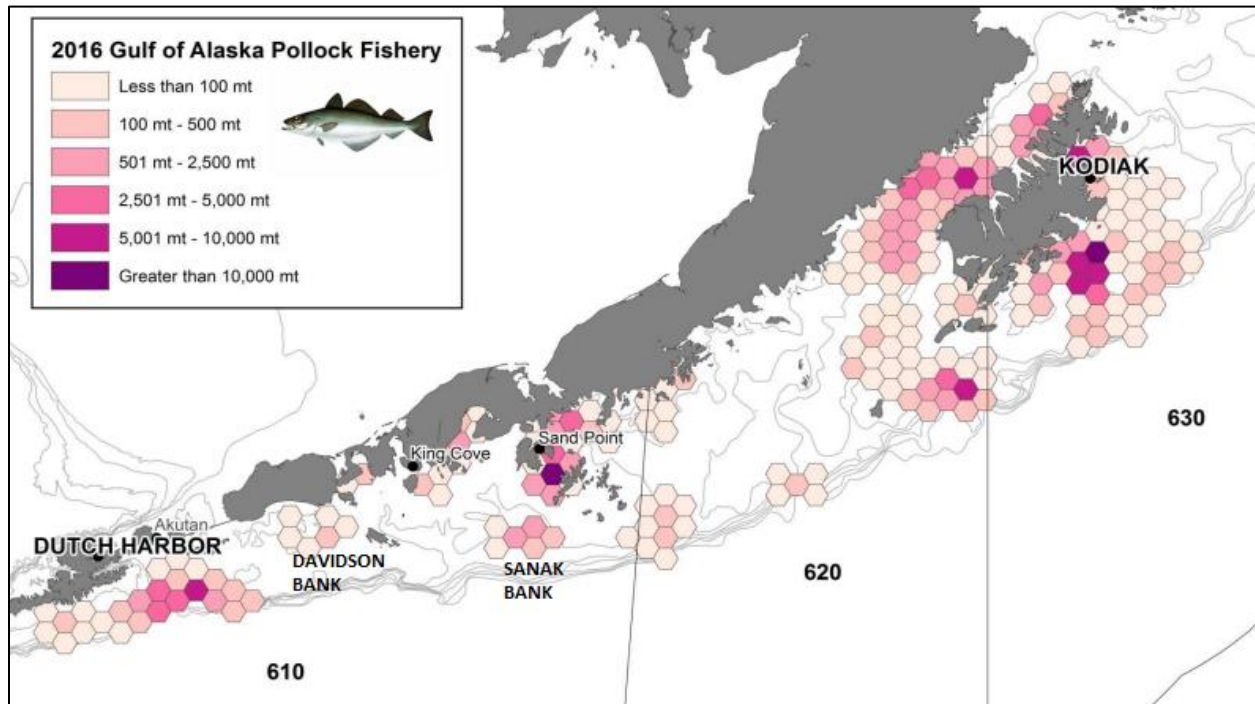 2016 Gulf of Alaska Pollock Fishery
Less than 100 mt
100 mt - 500 mt
501 mt - 2,500 mt
2,501 mt - 5,000 mt
5,001 mt - 10,000 mt
Greater than 10,000 mt
KODIAK
630
Sand Point
King Cove
Akutan
DUTCH HARBOR
DAVIDSON
BANK
SANAK
BANK
620
610